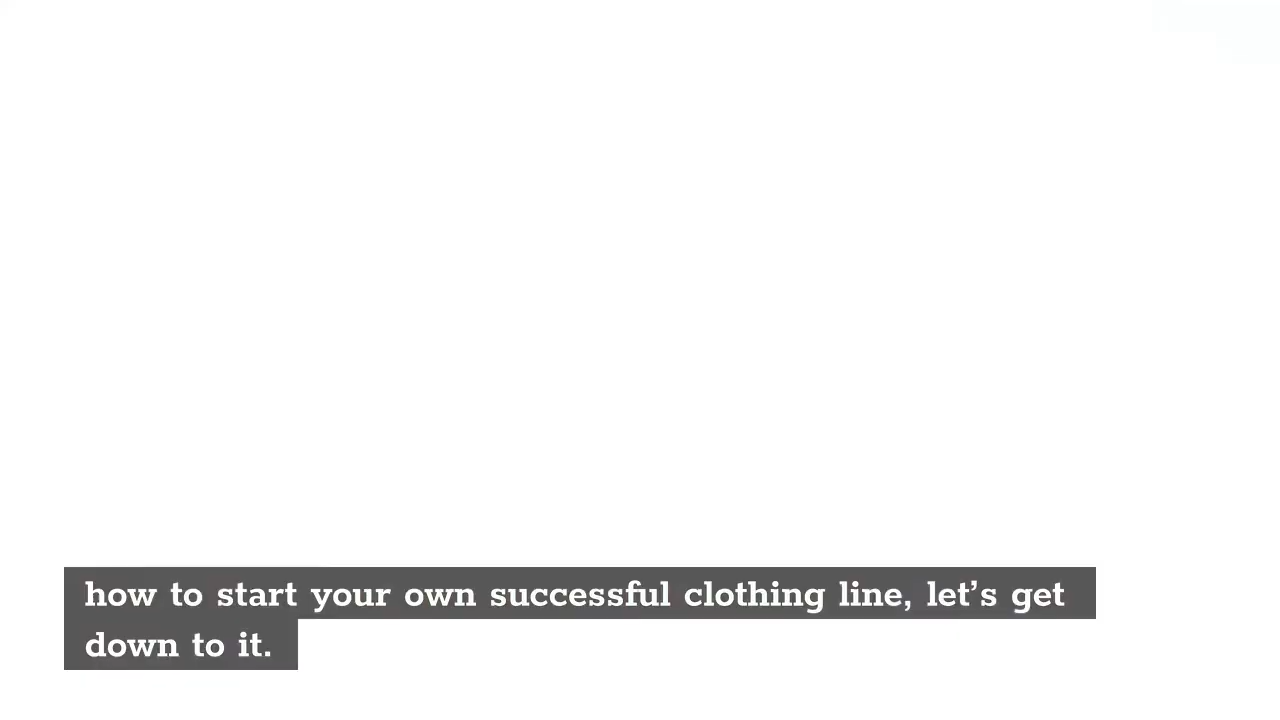 how to start your own successful clothing line, let’s get
down to it.